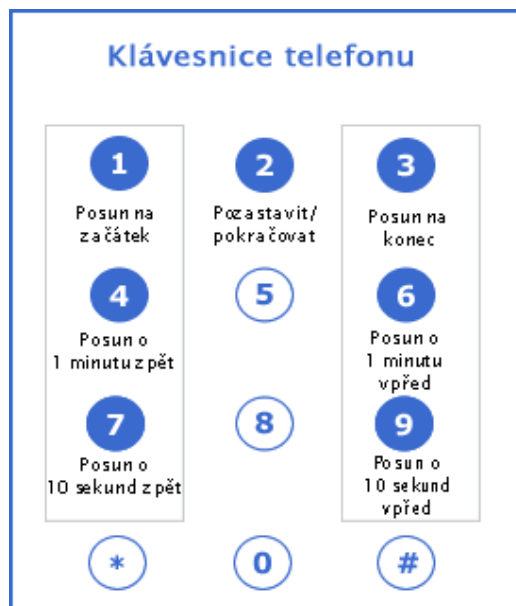 Klávesnice telefonu
1
Posun na
začátek
2
Pozastavit/
pokračovat
3
Posun na
konec
4
Posun o
1 minutu zpět
5
6
Posun o
1 minutu
vpřed
7
Posun o
10 sekund zpět
8
9
Posun o
10 sekund
vpřed
*
0
#